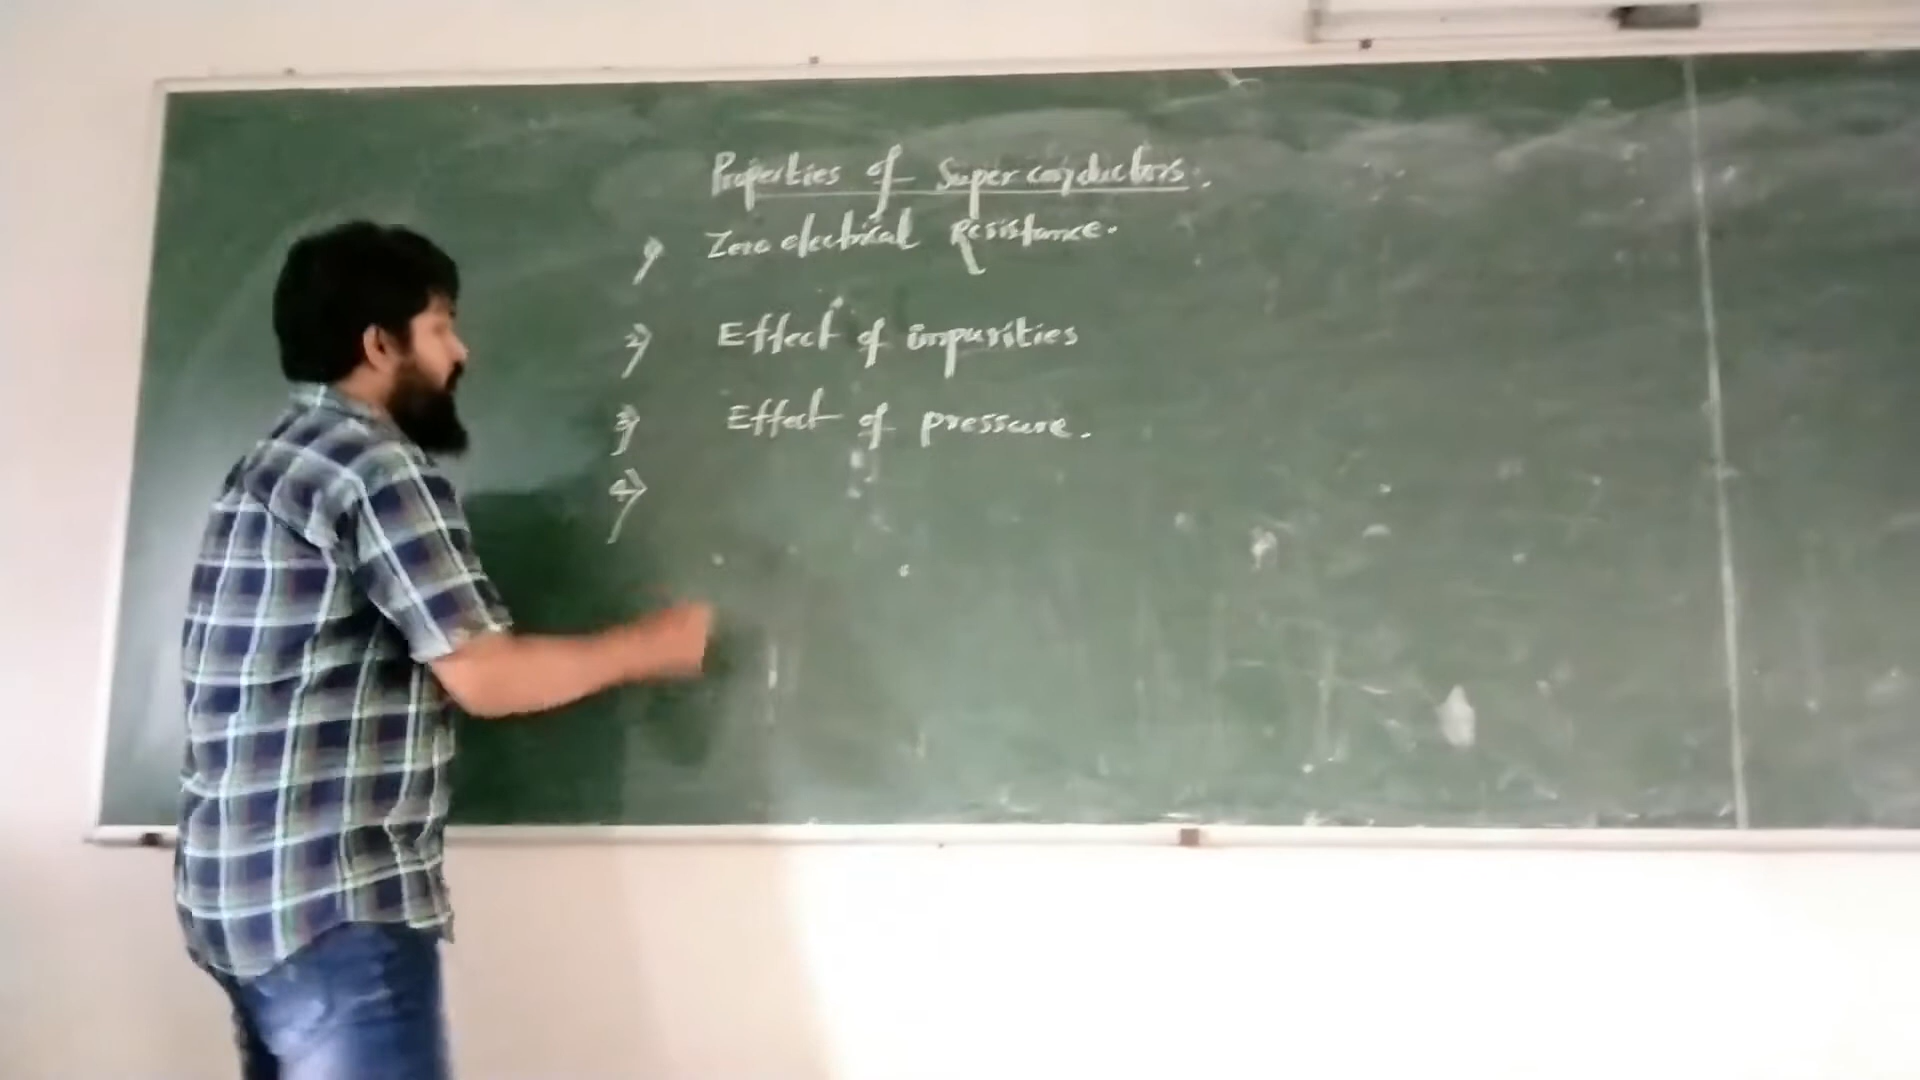 Properties of Superconductors.
1) Zero electrical Resistance.
2) Effect of impurities
3) Effect of pressure.
4)